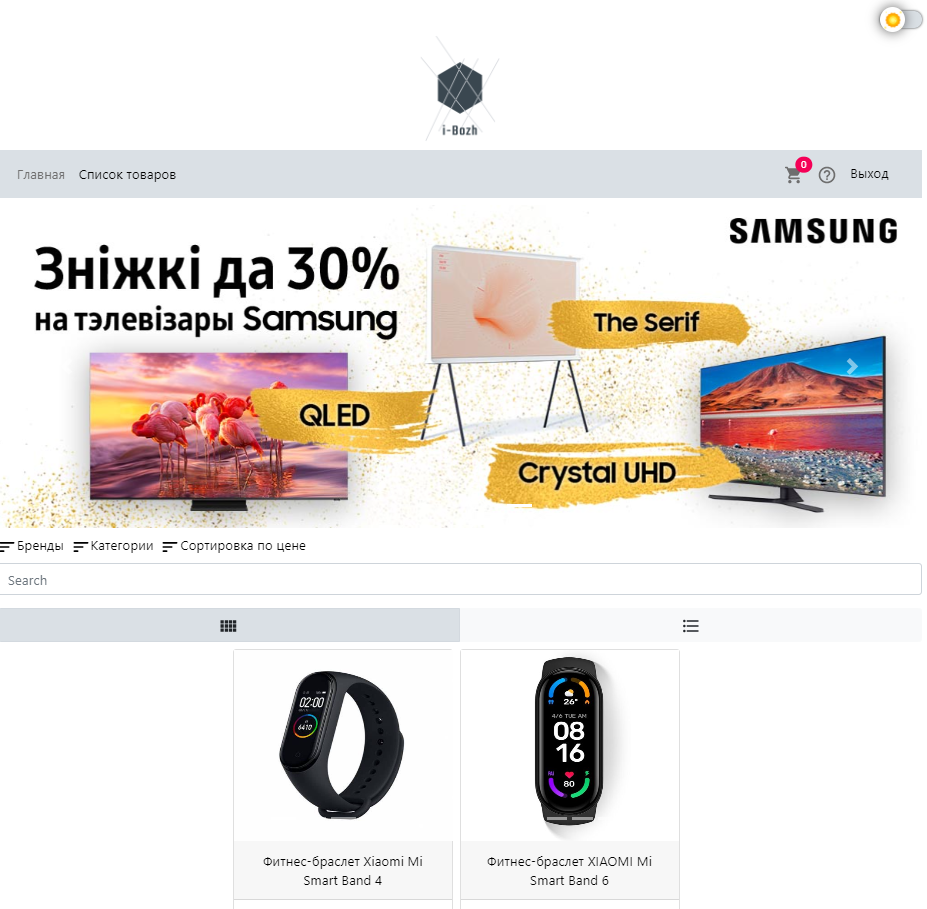 i-Bozh
Главная Список товаров 0 Выход
SAMSUNG
Зніжкі да 30%
на тэлевізары Samsung
The Serif
QLED
Crystal UHD
Бренды Категории Сортировка по цене
Search
02:00
6410
26°
4/6 TUE AM
08
16
80
Фитнес-браслет Xiaomi Mi
Smart Band 4
Фитнес-браслет XIAOMI Mi
Smart Band 6